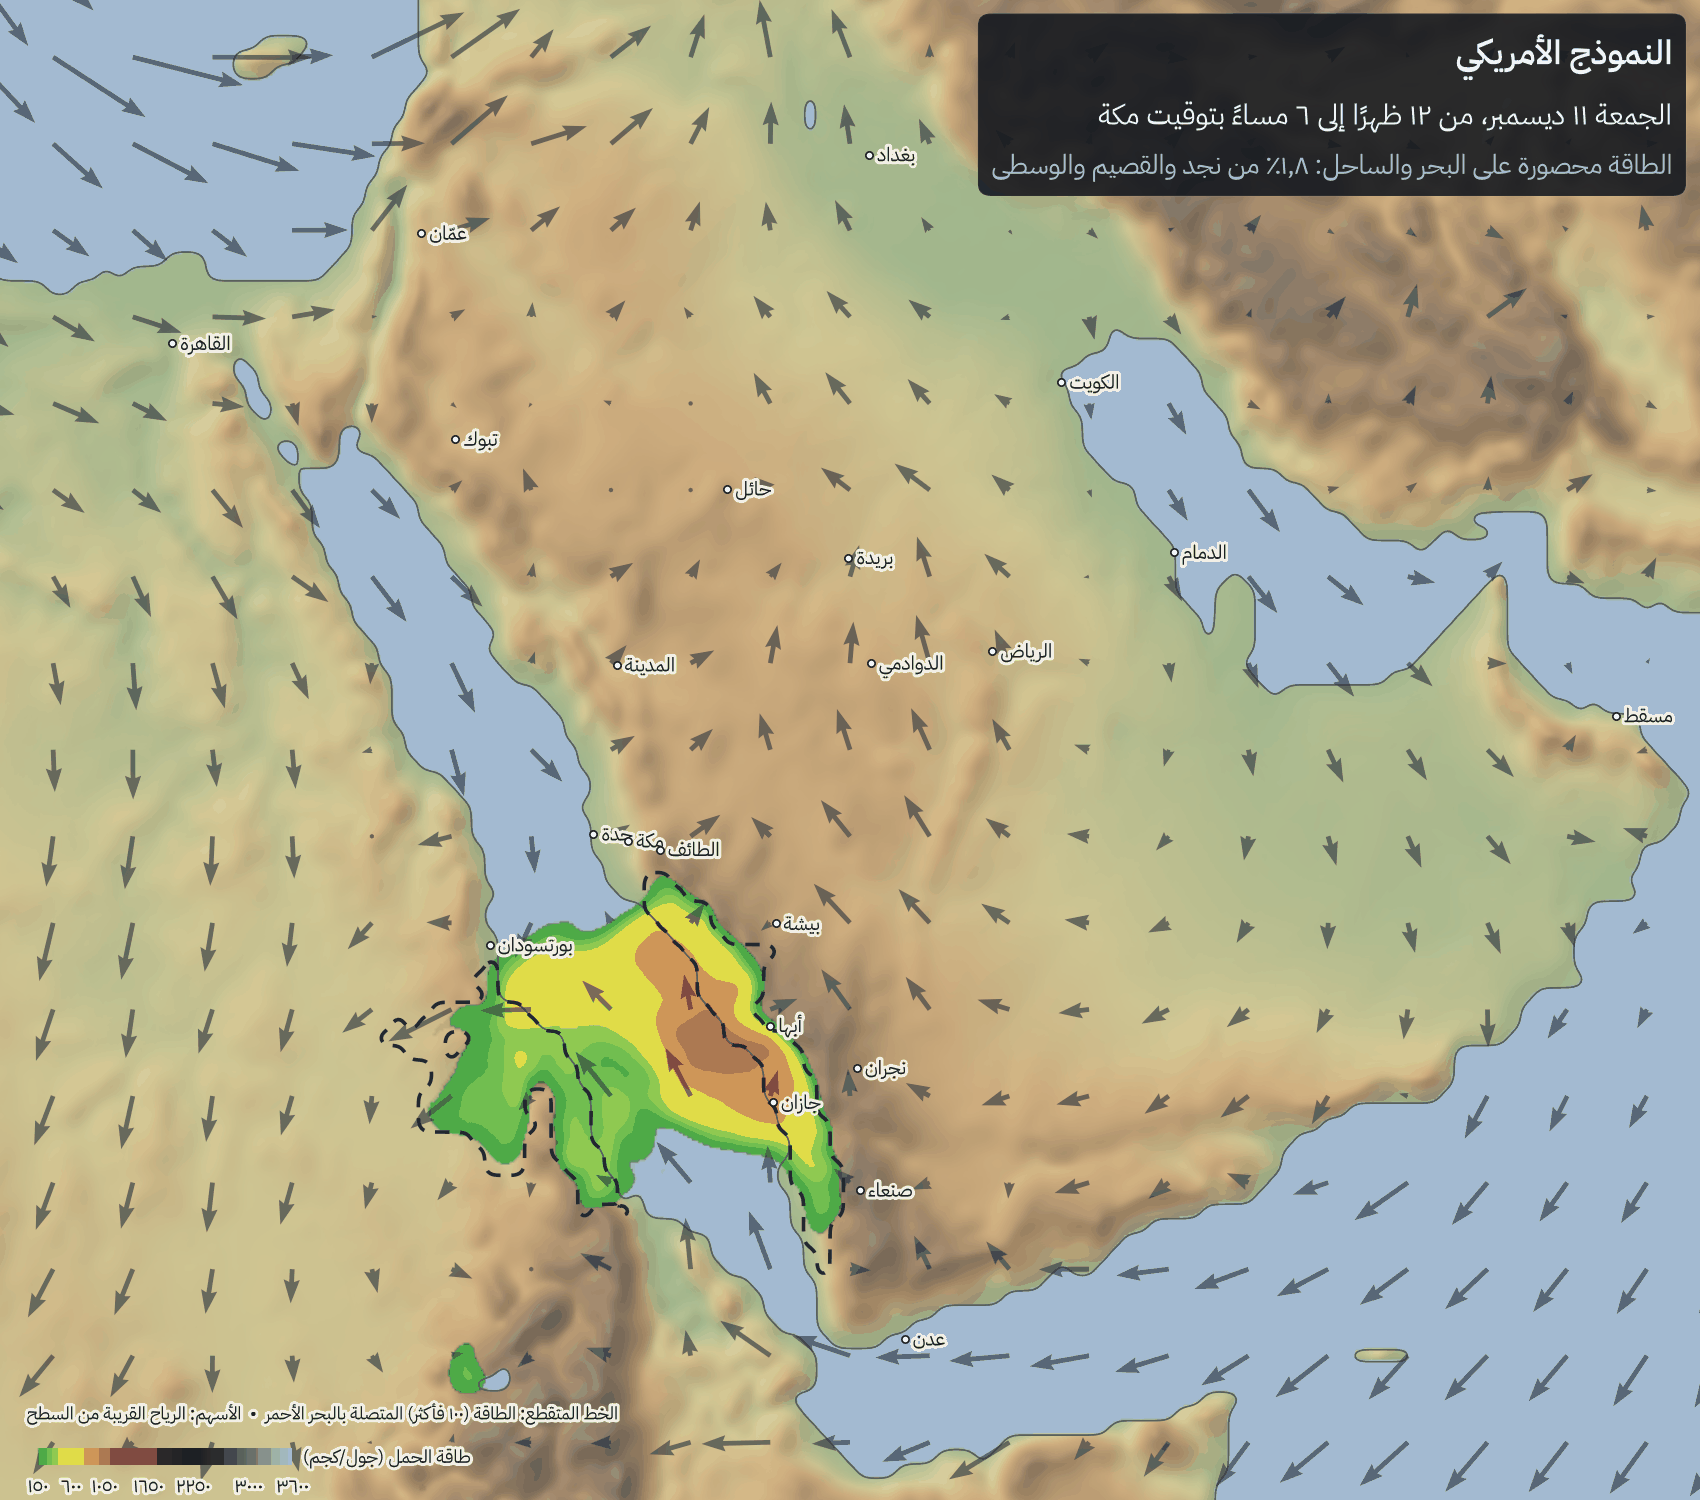 النموذج الأمريكي
الجمعة ١١ ديسمبر، من ١٢ ظهرًا إلى ٦ مساءً بتوقيت مكة
الطاقة محصورة على البحر والساحل: ١,٨٪ من نجد والقصيم والوسطى
بغداد
عمّان
القاهرة
الكويت
تبوك
حائل
بريدة
الدمام
المدينة
الدوادمي
الرياض
مسقط
جدة
مكة
الطائف
بيشة
بورتسودان
أبها
نجران
جازان
صنعاء
عدن
الخط المتقطع: الطاقة (١٠٠ فأكثر) المتصلة بالبحر الأحمر • الأسهم: الرياح القريبة من السطح
طاقة الحمل (جول/كجم)
١٥٠ ٦٠٠ ١٠٥٠ ١٦٥٠ ٢٢٥٠ ٣٠٠٠ ٣٦٠٠